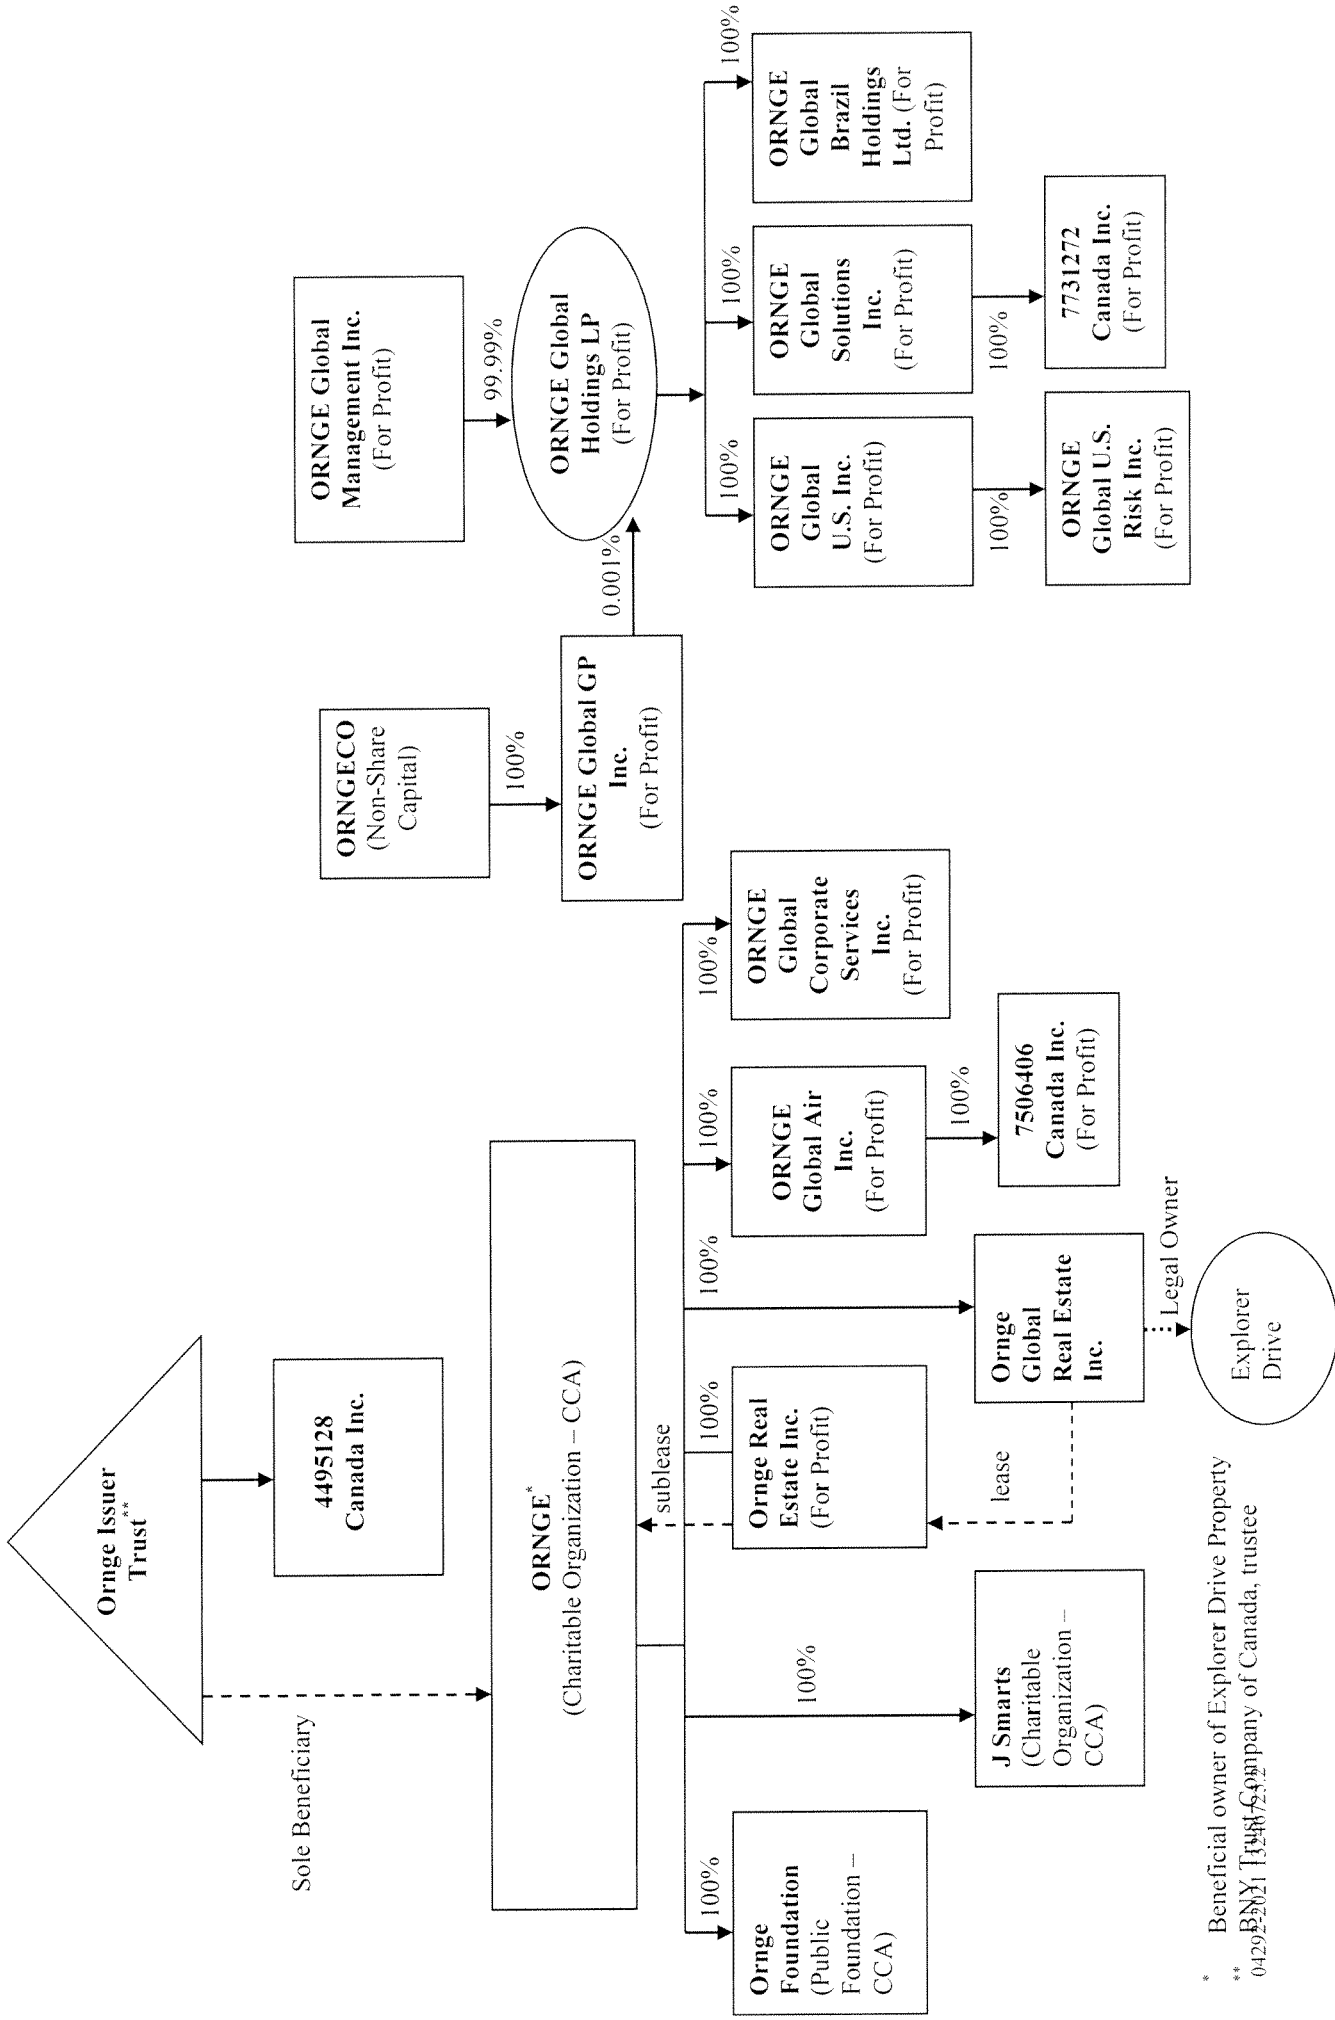 Ornge Issuer
Trust**
4495128
Canada Inc.
Sole Beneficiary
ORNGE*
(Charitable Organization – CCA)
sublease
100%
Ornge
Foundation
(Public
Foundation –
CCA)
100%
J Smarts
(Charitable
Organization –
CCA)
100%
Ornge Real
Estate Inc.
(For Profit)
lease
100%
Ornge
Global
Real Estate
Inc.
Legal Owner
Explorer
Drive
100%
ORNGE
Global Air
Inc.
(For Profit)
100%
7506406
Canada Inc.
(For Profit)
100%
ORNGE
Global
Corporate
Services
Inc.
(For Profit)
ORNGECO
(Non-Share
Capital)
100%
ORNGE Global GP
Inc.
(For Profit)
0.001%
ORNGE Global
Management Inc.
(For Profit)
99.99%
ORNGE Global
Holdings LP
(For Profit)
100%
ORNGE
Global
U.S. Inc.
(For Profit)
100%
ORNGE
Global U.S.
Risk Inc.
(For Profit)
100%
ORNGE
Global
Solutions
Inc.
(For Profit)
100%
7731272
Canada Inc.
(For Profit)
100%
ORNGE
Global
Brazil
Holdings
Ltd. (For
Profit)
* Beneficial owner of Explorer Drive Property
** BNY Trust Company of Canada, trustee
04292-2021